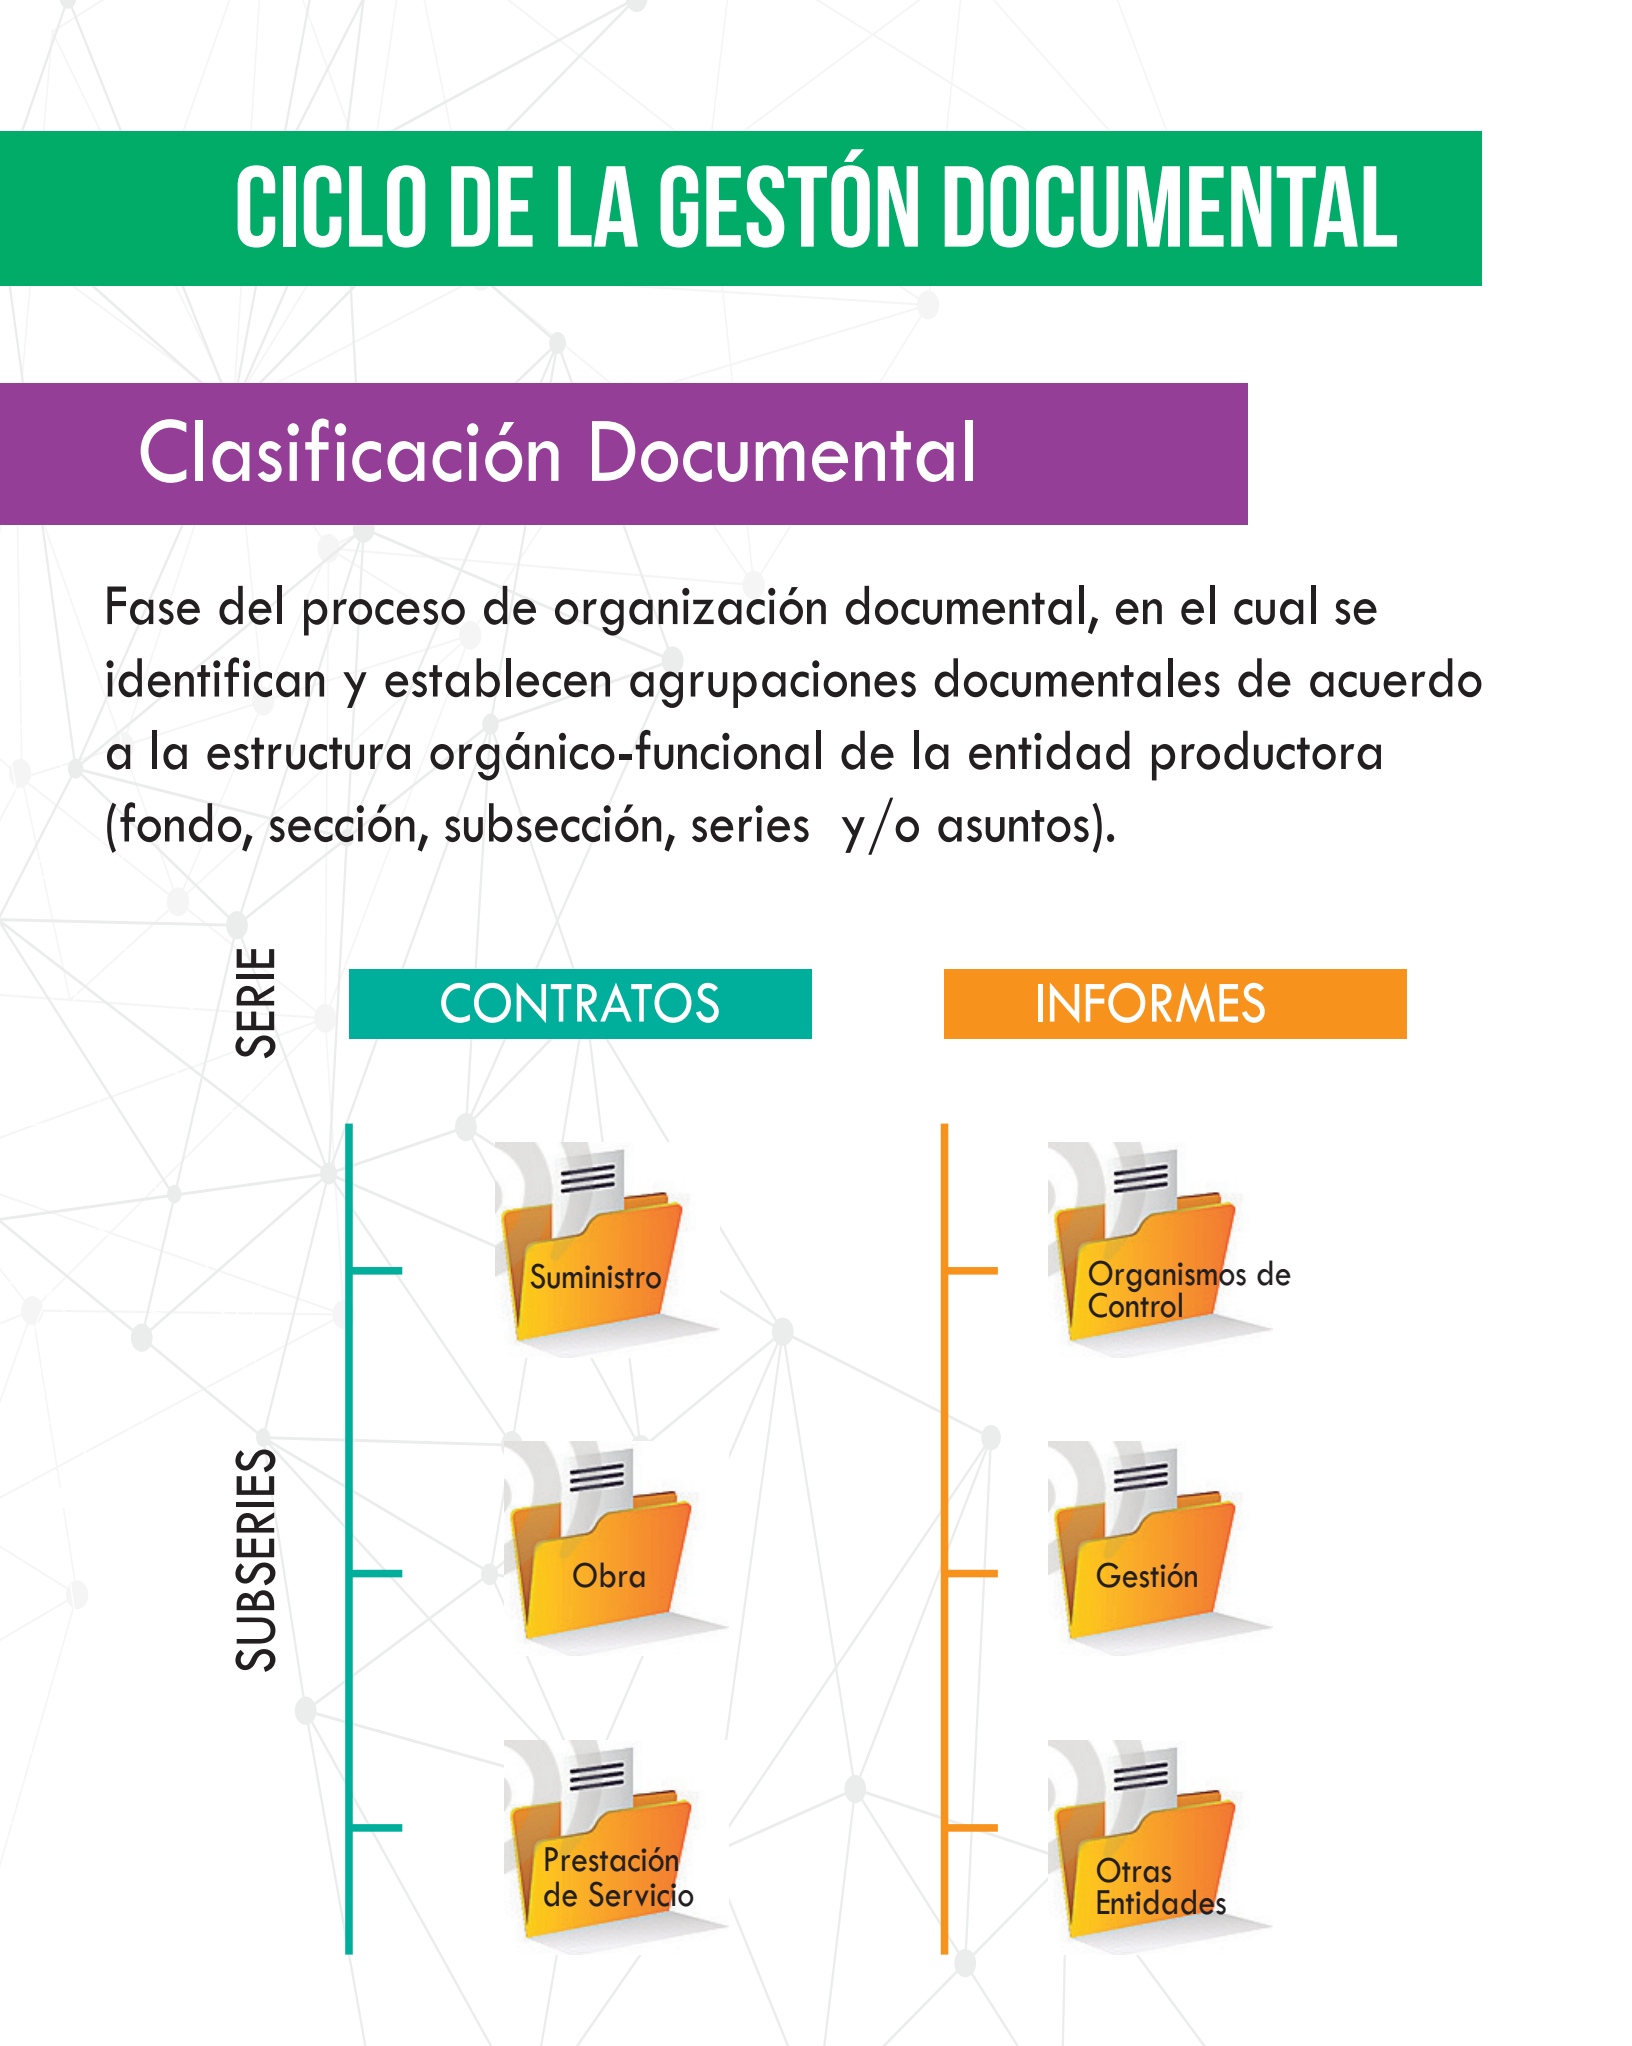 CICLO DE LA GESTÓN DOCUMENTAL
Clasificación Documental
Fase del proceso de organización documental, en el cual se
identifican y establecen agrupaciones documentales de acuerdo
a la estructura orgánico-funcional de la entidad productora
(fondo, sección, subsección, series y/o asuntos).
SERIE
CONTRATOS
INFORMES
SUBSERIES
Suministro
Organismos de
Control
Obra
Gestión
Prestación
de Servicio
Otras
Entidades